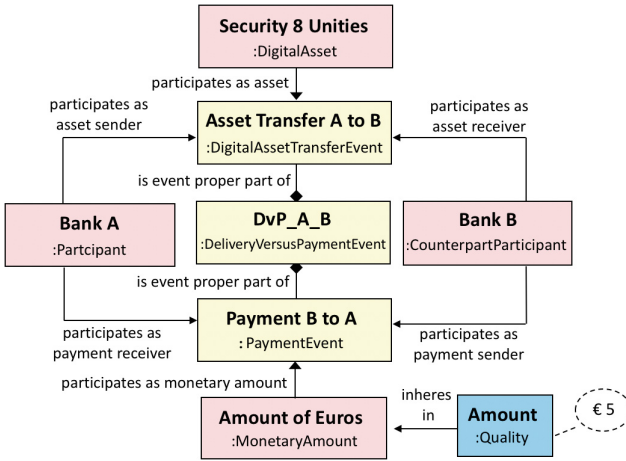 Security 8 Unities
:DigitalAsset
participates as asset
participates as
asset sender
participates as
asset receiver
Asset Transfer A to B
:DigitalAssetTransferEvent
is event proper part of
Bank A
:Partcipant
DvP_A_B
:DeliveryVersusPaymentEvent
Bank B
:CounterpartParticipant
is event proper part of
Payment B to A
: PaymentEvent
participates as
payment receiver
participates as
payment sender
participates as monetary amount
Amount of Euros
:MonetaryAmount
inheres
in
Amount
:Quality
€ 5